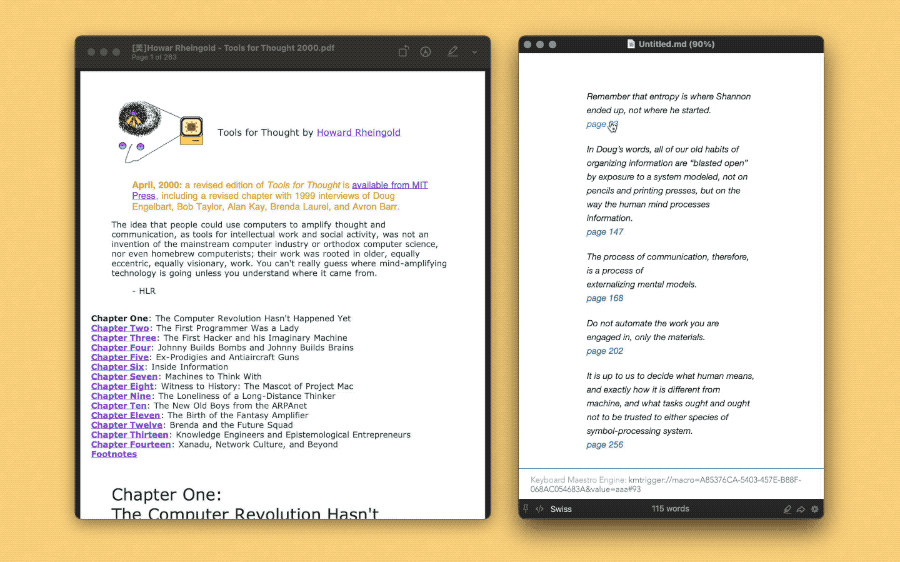 [英]Howar Rheingold - Tools for Thought 2000.pdf
Page 1 of 263
Tools for Thought by Howard Rheingold
April, 2000: a revised edition of Tools for Thought is available from MIT
Press, including a revised chapter with 1999 interviews of Doug
Engelbart, Bob Taylor, Alan Kay, Brenda Laurel, and Avron Barr.
The idea that people could use computers to amplify thought and
communication, as tools for intellectual work and social activity, was not an
invention of the mainstream computer industry or orthodox computer science,
nor even homebrew computerists; their work was rooted in older, equally
eccentric, equally visionary, work. You can't really guess where mind-amplifying
technology is going unless you understand where it came from.
- HLR
Chapter One: The Computer Revolution Hasn't Happened Yet
Chapter Two: The First Programmer Was a Lady
Chapter Three: The First Hacker and his Imaginary Machine
Chapter Four: Johnny Builds Bombs and Johnny Builds Brains
Chapter Five: Ex-Prodigies and Antiaircraft Guns
Chapter Six: Inside Information
Chapter Seven: Machines to Think With
Chapter Eight: Witness to History: The Mascot of Project Mac
Chapter Nine: The Loneliness of a Long-Distance Thinker
Chapter Ten: The New Old Boys from the ARPAnet
Chapter Eleven: The Birth of the Fantasy Amplifier
Chapter Twelve: Brenda and the Future Squad
Chapter Thirteen: Knowledge Engineers and Epistemological Entrepreneurs
Chapter Fourteen: Xanadu, Network Culture, and Beyond
Footnotes
Chapter One:
The Computer Revolution Hasn't
Untitled.md (90%)
Remember that entropy is where Shannon
ended up, not where he started.
page 93
In Doug's words, all of our old habits of
organizing information are "blasted open"
by exposure to a system modeled, not on
pencils and printing presses, but on the
way the human mind processes
information.
page 147
The process of communication, therefore,
is a process of
externalizing mental models.
page 168
Do not automate the work you are
engaged in, only the materials.
page 202
It is up to us to decide what human means,
and exactly how it is different from
machine, and what tasks ought and ought
not to be trusted to either species of
symbol-processing system.
page 256
Keyboard Maestro Engine: kmtrigger://macro=A85376CA-5403-457E-B88F-
068AC054683A&value=aaa#93
Swiss
115 words